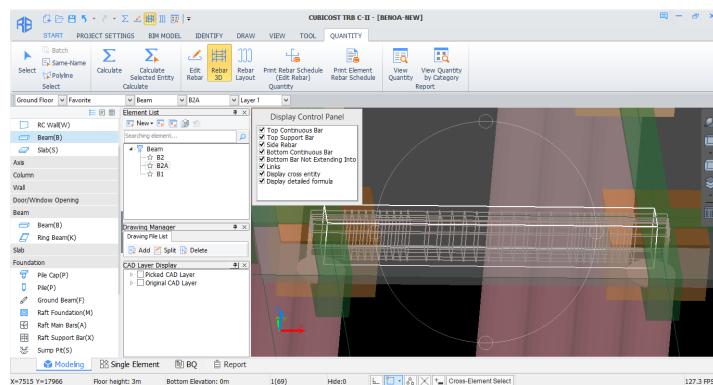 CUBICOST TRB C-II - [BENOA-NEW]
START PROJECT SETTINGS BIM MODEL IDENTIFY DRAW VIEW TOOL QUANTITY
Select
Batch
Same-Name
Polyline
Select
Calculate
Calculate Selected Entity
Calculate
Edit Rebar
Rebar 3D
Rebar Layout
Print Rebar Schedule (Edit Rebar)
Print Element Rebar Schedule
Quantity
View Quantity
View Quantity by Category
Report
Ground Floor Favorite Beam B2A Layer 1
RC Wall(W)
Beam(B)
Slab(S)
Axis
Column
Wall
Door/Window Opening
Beam
Beam(B)
Ring Beam(K)
Slab
Foundation
Pile Cap(P)
Pile(P)
Ground Beam(F)
Raft Foundation(M)
Raft Main Bars(A)
Raft Support Bar(X)
Sump Pit(S)
Element List
New
Searching element...
Beam
B2
B2A
B1
Drawing Manager
Drawing File List
Add Split Delete
CAD Layer Display
Picked CAD Layer
Original CAD Layer
Display Control Panel
Top Continuous Bar
Top Support Bar
Side Rebar
Bottom Continuous Bar
Bottom Bar Not Extending Into
Links
Display cross entity
Display detailed formula
Modeling Single Element BQ Report
X=7515 Y=17966 Floor height: 3m Bottom Elevation: 0m 1(69) Hide:0 Cross-Element Select 127.3 FPS